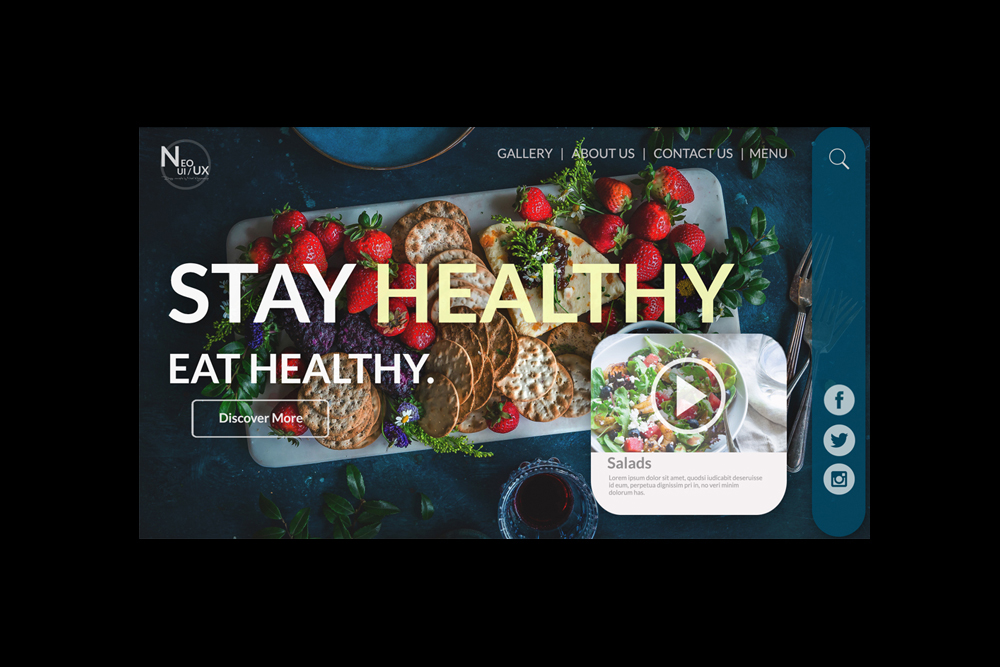 NEO
UI/UX
GALLERY | ABOUT US | CONTACT US | MENU
STAY HEALTHY
EAT HEALTHY.
Discover More
Salads
Lorem ipsum dolor sit amet, quodsi iudicabit deseruisse
id eum, perpetua dignissim pri in, no veri minim
dolorum has.